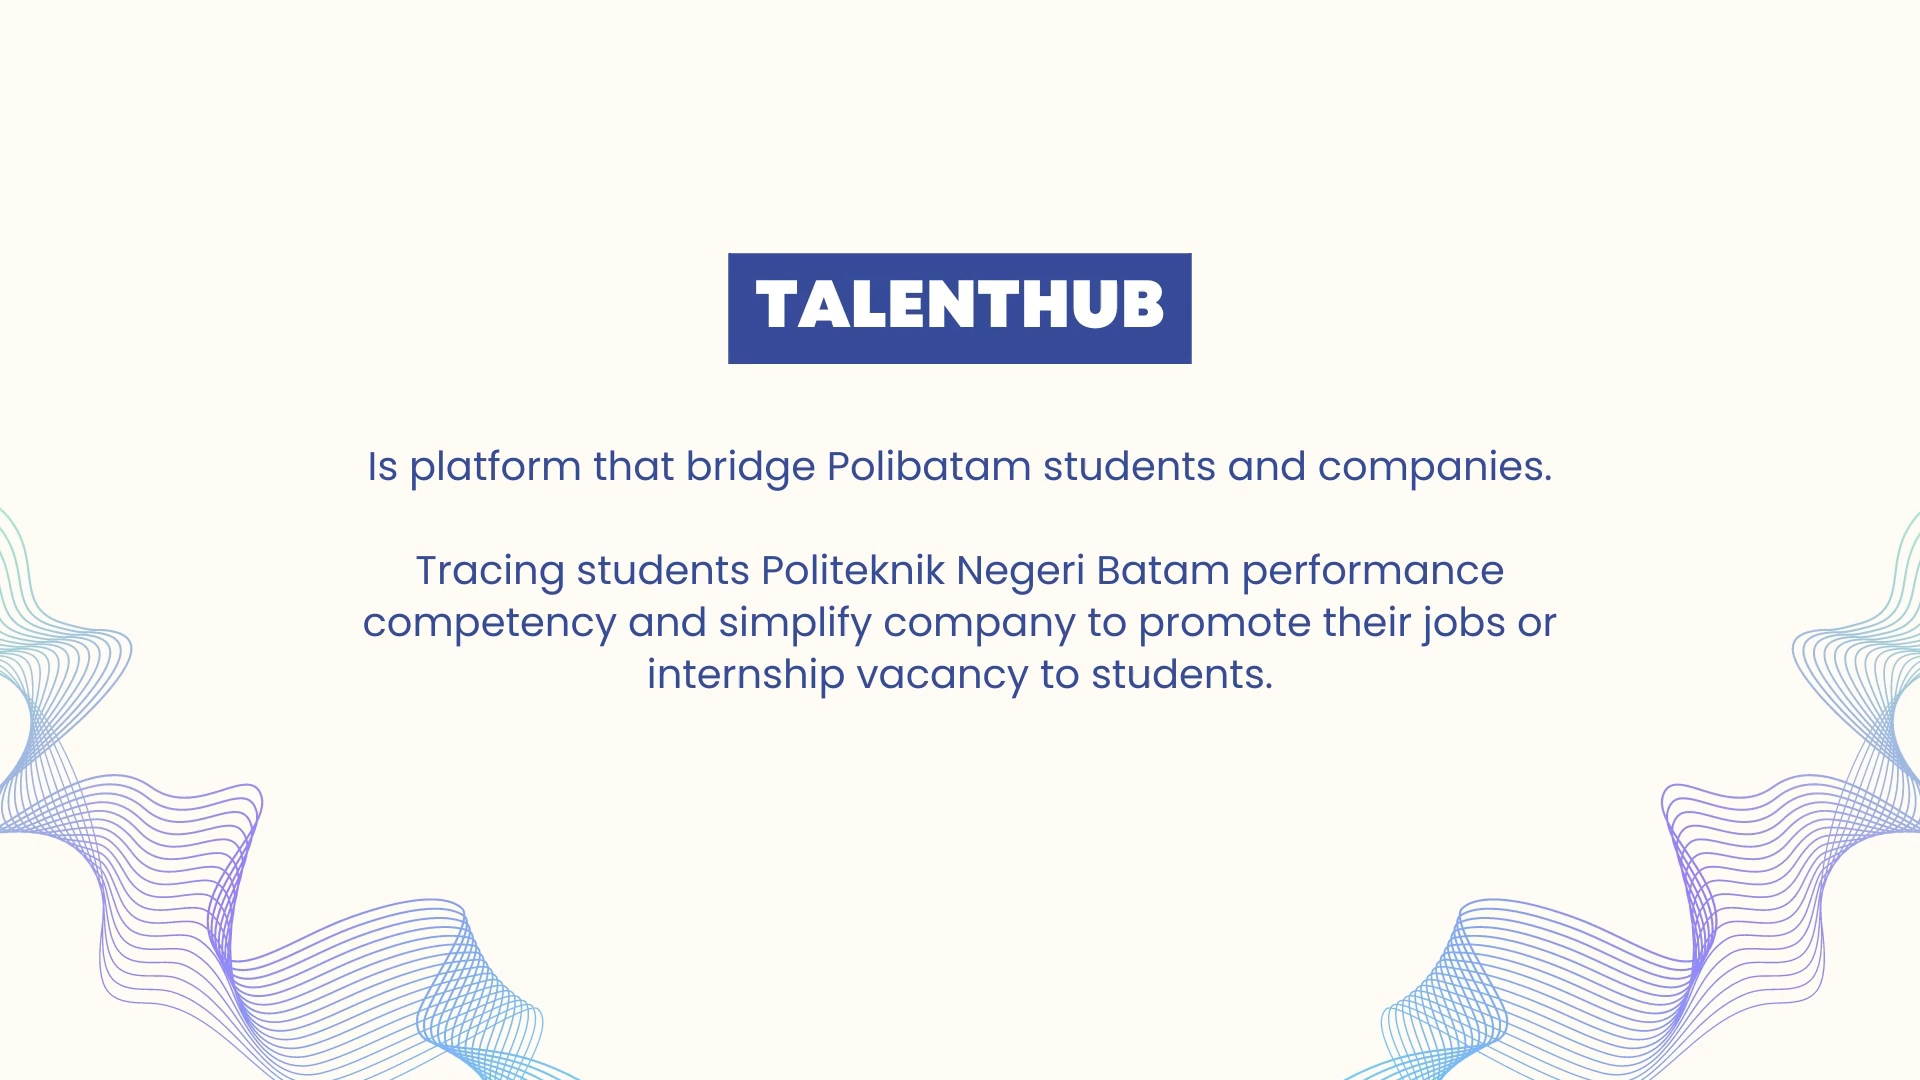 TALENTHUB
Is platform that bridge Polibatam students and companies.
Tracing students Politeknik Negeri Batam performance
competency and simplify company to promote their jobs or
internship vacancy to students.